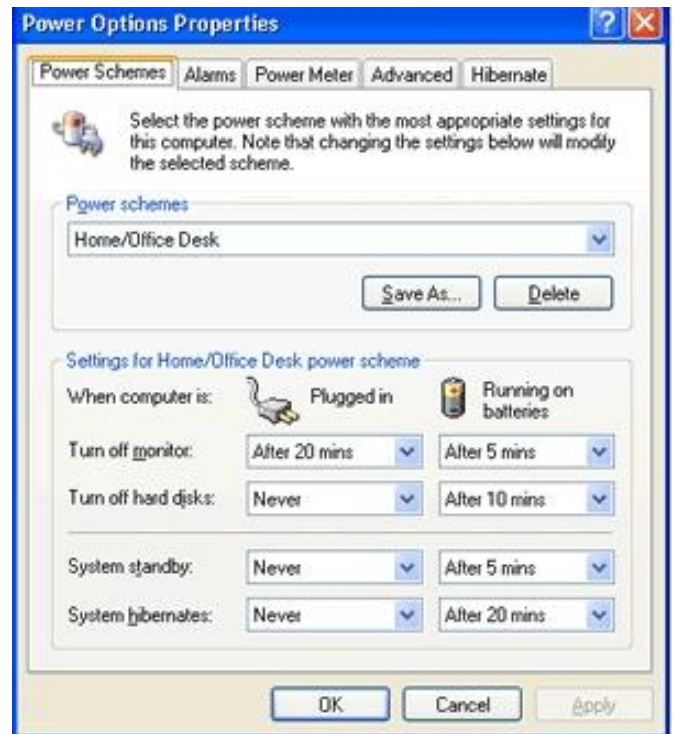 Power Options Properties
?
Power Schemes Alarms Power Meter Advanced Hibernate
Select the power scheme with the most appropriate settings for
this computer. Note that changing the settings below will modify
the selected scheme.
Power schemes
Home/Office Desk
Save As... Delete
Settings for Home/Office Desk power scheme
When computer is: Plugged in Running on
batteries
Turn off monitor: After 20 mins After 5 mins
Turn off hard disks: Never After 10 mins
System standby: Never After 5 mins
System hibernates: Never After 20 mins
OK Cancel Apply